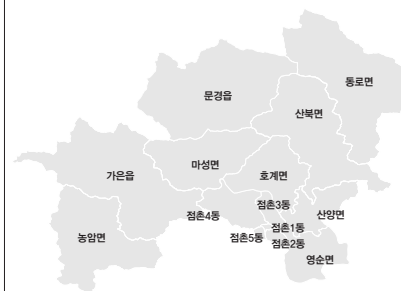 동로면
문경읍
산북면
마성면
가은읍
호계면
점촌3동
점촌4동
산양면
점촌1동
농암면
점촌5동
점촌2동
영순면